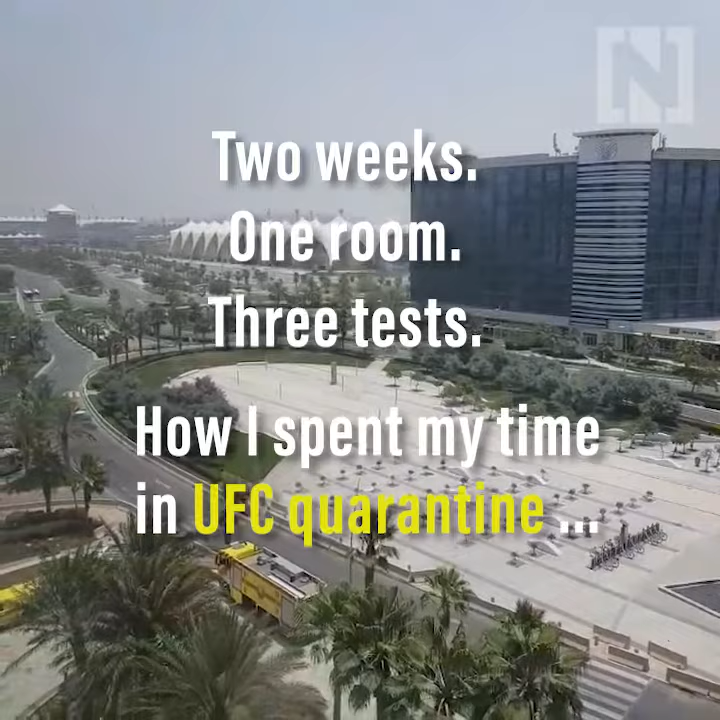 N
Two weeks.
One room.
Three tests.
How I spent my time
in UFC quarantine ...